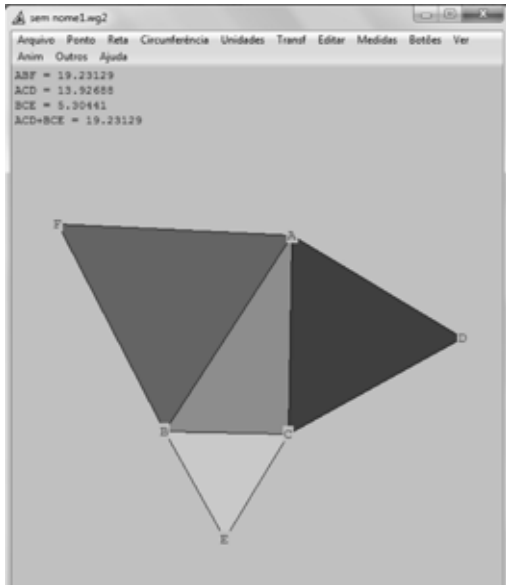 sem nome1.wg2
Arquivo Ponto Reta Circunferência Unidades Transf Editar Medidas Botões Ver
Anim Outros Ajuda
ABF = 19.23129
ACD = 13.92688
BCE = 5.30441
ACD+BCE = 19.23129
F
A
D
B
C
E